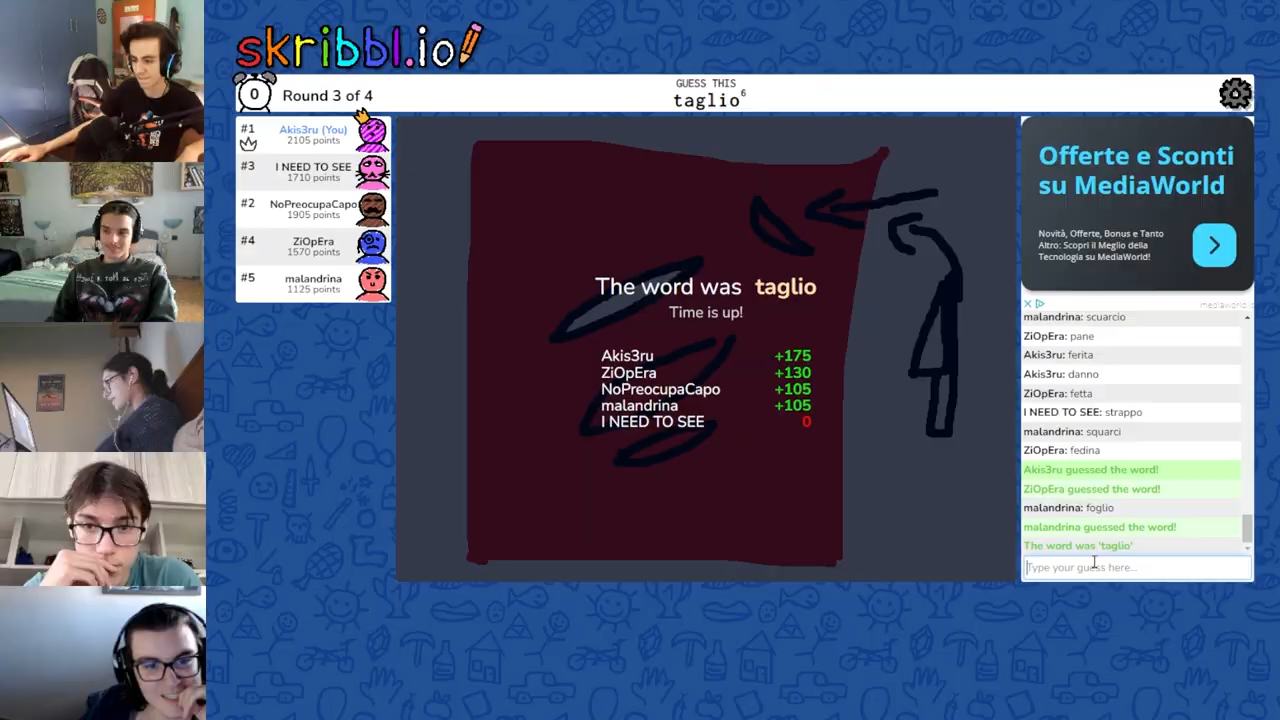 skribbl.io
0
Round 3 of 4
GUESS THIS
taglio6
#1
Akis3ru (You)
2105 points
#3
I NEED TO SEE
1710 points
#2
NoPreocupaCapo
1905 points
#4
ZiOpEra
1570 points
#5
malandrina
1125 points
The word was taglio
Time is up!
Akis3ru +175
ZiOpEra +130
NoPreocupaCapo +105
malandrina +105
I NEED TO SEE 0
Offerte e Sconti
su MediaWorld
Novità, Offerte, Bonus e Tanto
Altro: Scopri il Meglio della
Tecnologia su MediaWorld!
malandrina: scuarcio
ZiOpEra: pane
Akis3ru: ferita
Akis3ru: danno
ZiOpEra: fetta
I NEED TO SEE: strappo
malandrina: squarci
ZiOpEra: fedina
Akis3ru guessed the word!
ZiOpEra guessed the word!
malandrina: foglio
malandrina guessed the word!
The word was 'taglio'
Type your guess here...